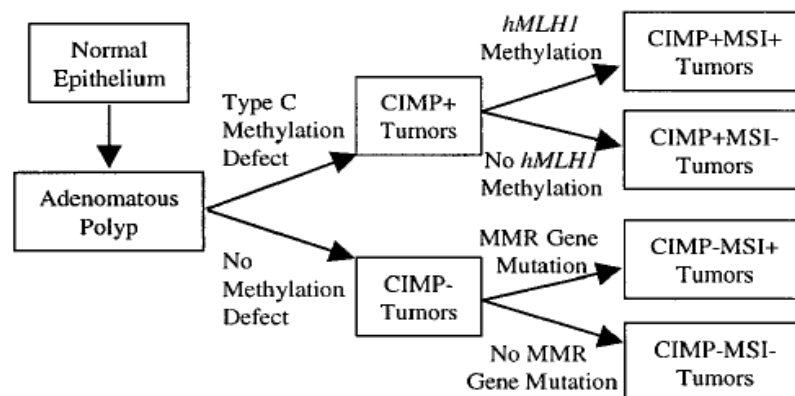 Normal
Epithelium
Adenomatous
Polyp
Type C
Methylation
Defect
No
Methylation
Defect
CIMP+
Tumors
CIMP-
Tumors
hMLH1
Methylation
No hMLH1
Methylation
MMR Gene
Mutation
No MMR
Gene Mutation
CIMP+MSI+
Tumors
CIMP+MSI-
Tumors
CIMP-MSI+
Tumors
CIMP-MSI-
Tumors